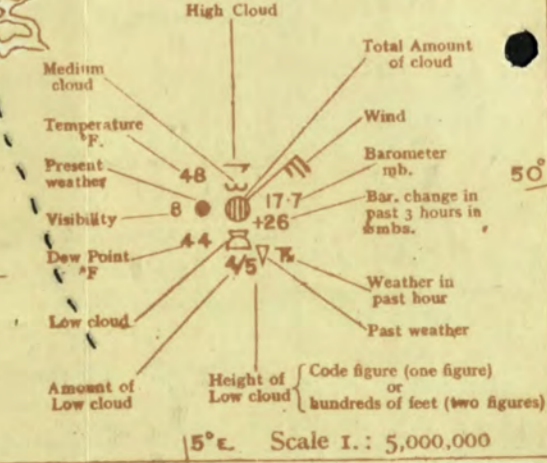 High Cloud
Total Amount
of cloud
Medium
cloud
Wind
Temperature
°F.
Barometer
mb.
Present
weather
48
8
17.7
+26
50°
Bar. change in
past 3 hours in
mbs.
Visibility
Dew Point
°F
44
4/5
Weather in
past hour
Low cloud
Past weather
Amount of
Low cloud
Height of
Low cloud
Code figure (one figure)
or
hundreds of feet (two figures)
5°E. Scale 1.: 5,000,000